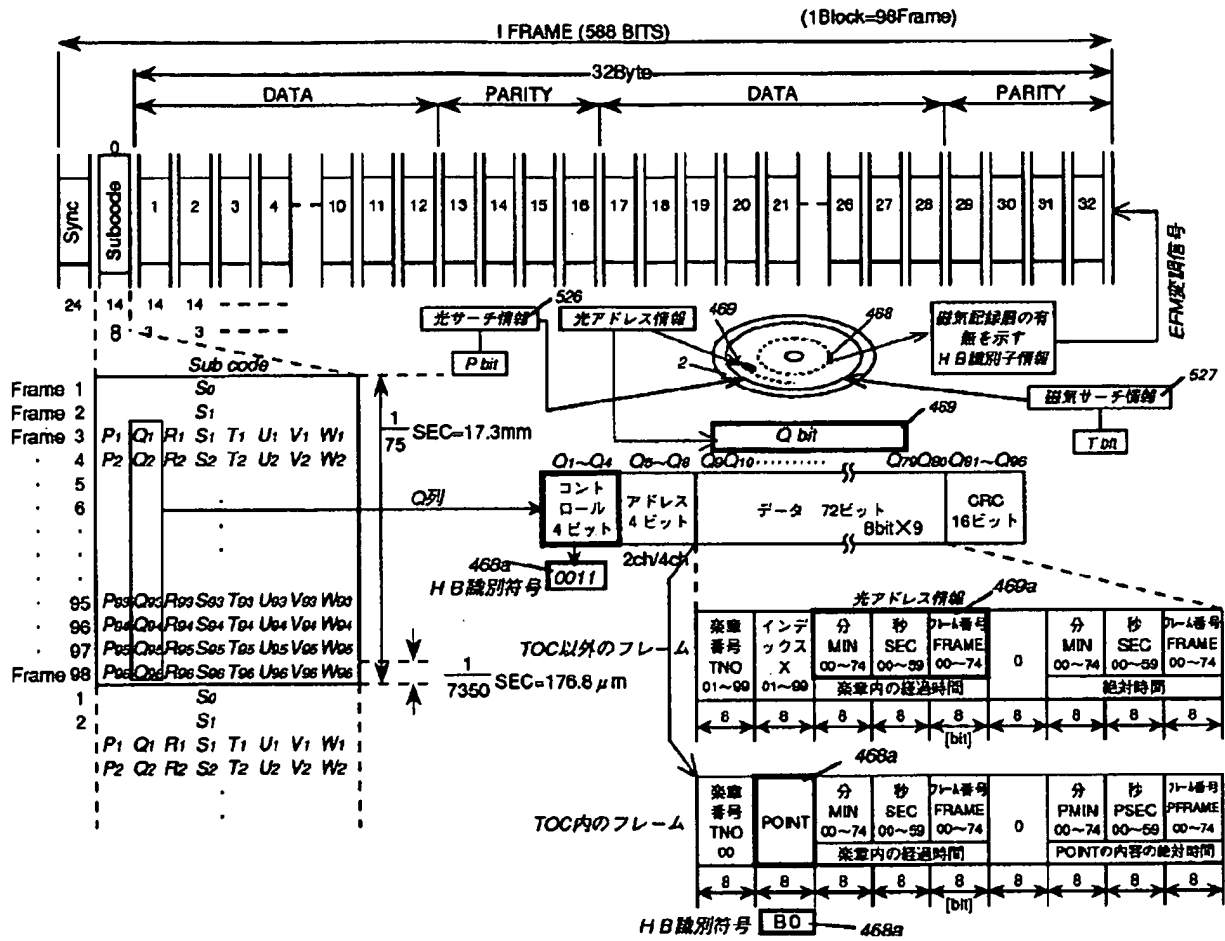 (1Block=98Frame)
I FRAME (588 BITS)
32Byte
DATA PARITY DATA PARITY
0
Sync Subcode 1 2 3 4 10 11 12 13 14 15 16 17 18 19 20 21 26 27 28 29 30 31 32
EFM変調信号
24 14 14 14
8 3 3
526
光サーチ情報 光アドレス情報
P bit
469 468
2
磁気記録層の有
無を示す
HB識別子情報
527
磁気サーチ情報
T bit
469
Q bit
Sub code
Frame 1 S0
Frame 2 S1
Frame 3 P1 Q1 R1 S1 T1 U1 V1 W1
4 P2 Q2 R2 S2 T2 U2 V2 W2
5
6
1/75 SEC=17.3mm
Q列
Q1~Q4 Q5~Q8 Q9Q10 Q79Q80 Q81~Q96
コント
ロール
4ビット
アドレス
4ビット
データ 72ビット
8bit×9
CRC
16ビット
2ch/4ch
468a
HB識別符号 0011
95 P93 Q93 R93 S93 T93 U93 V93 W93
96 P94 Q94 R94 S94 T94 U94 V94 W94
97 P95 Q95 R95 S95 T95 U95 V95 W95
Frame 98 P96 Q96 R96 S96 T96 U96 V96 W96
1/7350 SEC=176.8μm
1 S0
2 S1
P1 Q1 R1 S1 T1 U1 V1 W1
P2 Q2 R2 S2 T2 U2 V2 W2
光アドレス情報 469a
TOC以外のフレーム
楽章 インデ 分 秒 フレーム番号 分 秒 フレーム番号
番号 ックス MIN SEC FRAME 0 MIN SEC FRAME
TNO X 00~74 00~59 00~74 00~74 00~59 00~74
01~99 01~99 楽章内の経過時間 絶対時間
8 8 8 8 8 8 8 8 8
[bit]
468a
TOC内のフレーム
楽章 分 秒 フレーム番号 分 秒 フレーム番号
番号 POINT MIN SEC FRAME 0 PMIN PSEC PFRAME
TNO 00~74 00~59 00~74 00~74 00~59 00~74
00 楽章内の経過時間 POINTの内容の絶対時間
8 8 8 8 8 8 8 8 8
[bit]
HB識別符号 B0 468a